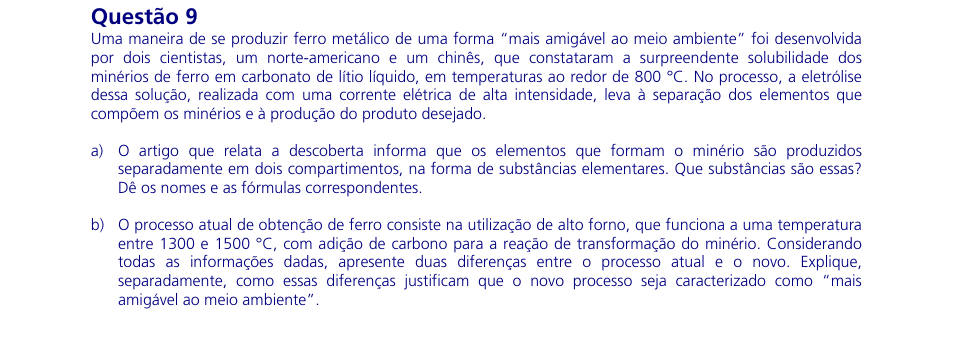 Questão 9
Uma maneira de se produzir ferro metálico de uma forma “mais amigável ao meio ambiente” foi desenvolvida
por dois cientistas, um norte-americano e um chinês, que constataram a surpreendente solubilidade dos
minérios de ferro em carbonato de lítio líquido, em temperaturas ao redor de 800 °C. No processo, a eletrólise
dessa solução, realizada com uma corrente elétrica de alta intensidade, leva à separação dos elementos que
compõem os minérios e à produção do produto desejado.
a) O artigo que relata a descoberta informa que os elementos que formam o minério são produzidos
separadamente em dois compartimentos, na forma de substâncias elementares. Que substâncias são essas?
Dê os nomes e as fórmulas correspondentes.
b) O processo atual de obtenção de ferro consiste na utilização de alto forno, que funciona a uma temperatura
entre 1300 e 1500 °C, com adição de carbono para a reação de transformação do minério. Considerando
todas as informações dadas, apresente duas diferenças entre o processo atual e o novo. Explique,
separadamente, como essas diferenças justificam que o novo processo seja caracterizado como “mais
amigável ao meio ambiente”.